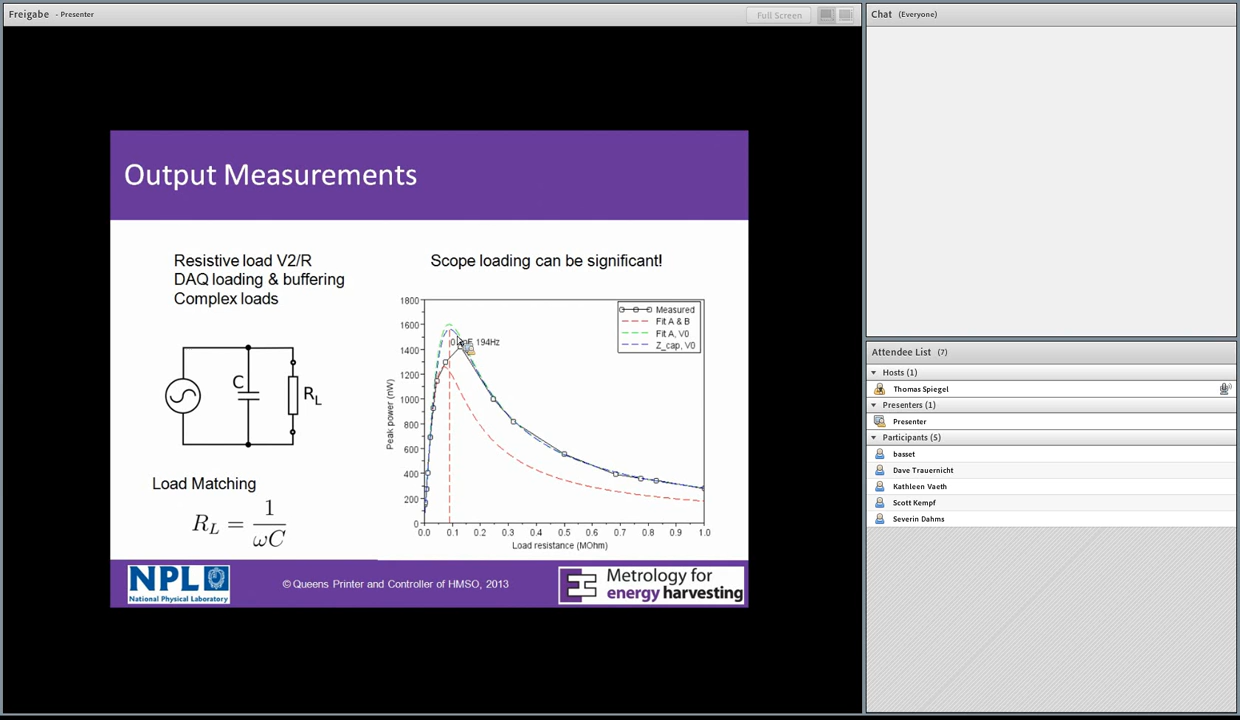 Freigabe - Presenter
Full Screen
Output Measurements
Resistive load V2/R
DAQ loading & buffering
Complex loads
C
R_L
Load Matching
R_L = 1/ωC
Scope loading can be significant!
Measured
Fit A & B
Fit A, V0
Z_cap, V0
194Hz
Peak power (nW)
1800
1600
1400
1200
1000
800
600
400
200
0
0.0 0.1 0.2 0.3 0.4 0.5 0.6 0.7 0.8 0.9 1.0
Load resistance (MOhm)
NPL
National Physical Laboratory
© Queens Printer and Controller of HMSO, 2013
Metrology for
energy harvesting
Chat (Everyone)
Attendee List (7)
Hosts (1)
Thomas Spiegel
Presenters (1)
Presenter
Participants (5)
basset
Dave Trauernicht
Kathleen Vaeth
Scott Kempf
Severin Dahms